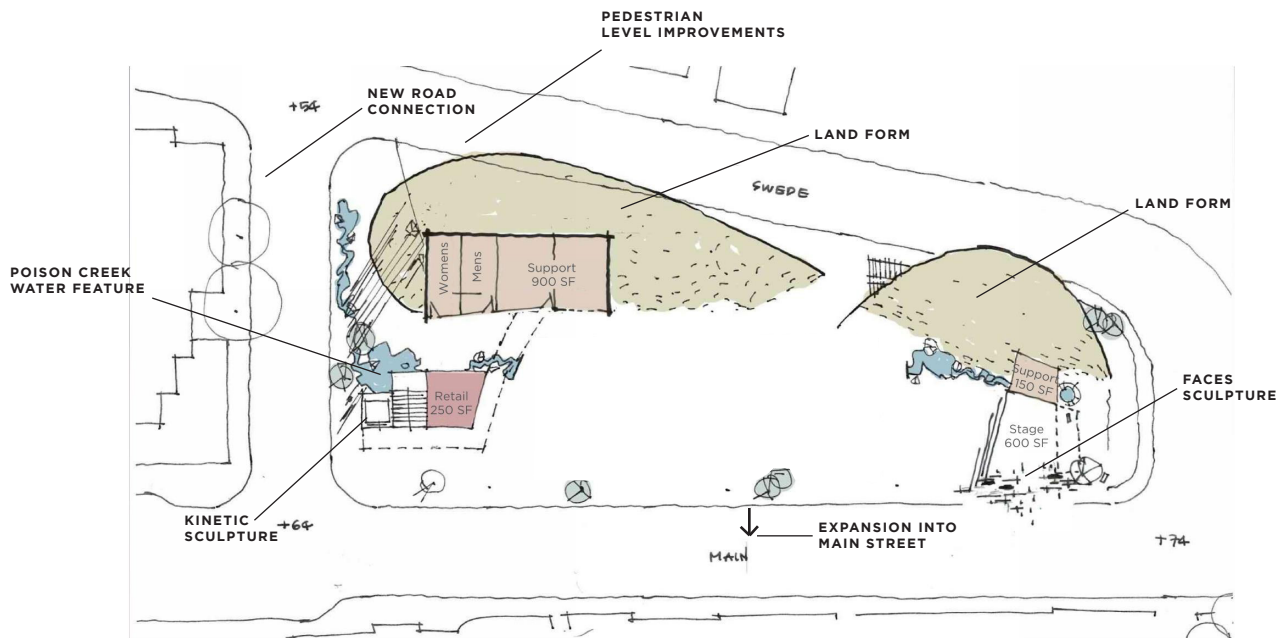 PEDESTRIAN
LEVEL IMPROVEMENTS
NEW ROAD
CONNECTION
+54
LAND FORM
SWEDE
LAND FORM
POISON CREEK
WATER FEATURE
Womens
Mens
Support
900 SF
Retail
250 SF
Support
150 SF
FACES
SCULPTURE
Stage
600 SF
KINETIC
SCULPTURE
+64
EXPANSION INTO
MAIN STREET
MAIN
+74